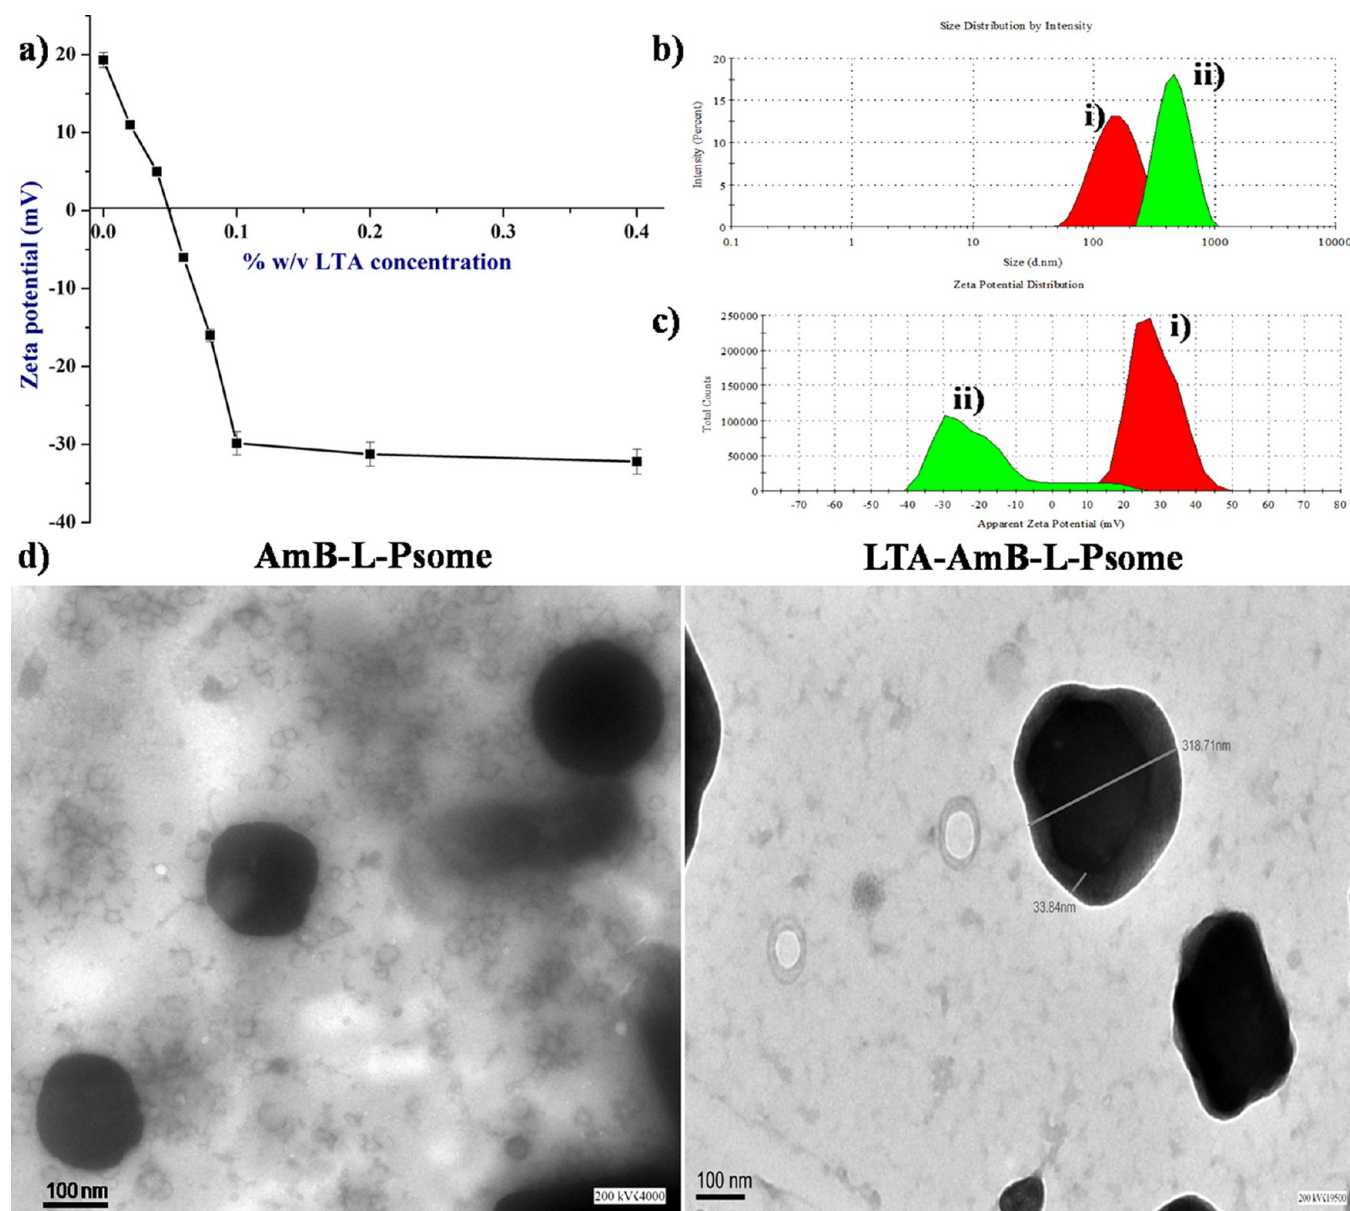 a)
20
10
0
-10
-20
-30
-40
0.0 0.1 0.2 0.3 0.4
% w/v LTA concentration
Zeta potential (mV)
b)
Size Distribution by Intensity
20
15
10
5
0
0.1 1 10 100 1000 10000
Intensity (Percent)
Size (d.nm)
i)
ii)
c)
Zeta Potential Distribution
250000
200000
150000
100000
50000
0
-70 -60 -50 -40 -30 -20 -10 0 10 20 30 40 50 60 70 80
Total Counts
Apparent Zeta Potential (mV)
ii)
i)
d)
AmB-L-Psome
LTA-AmB-L-Psome
318.71nm
33.84nm
100 nm
200 kV
100 nm
200 kV